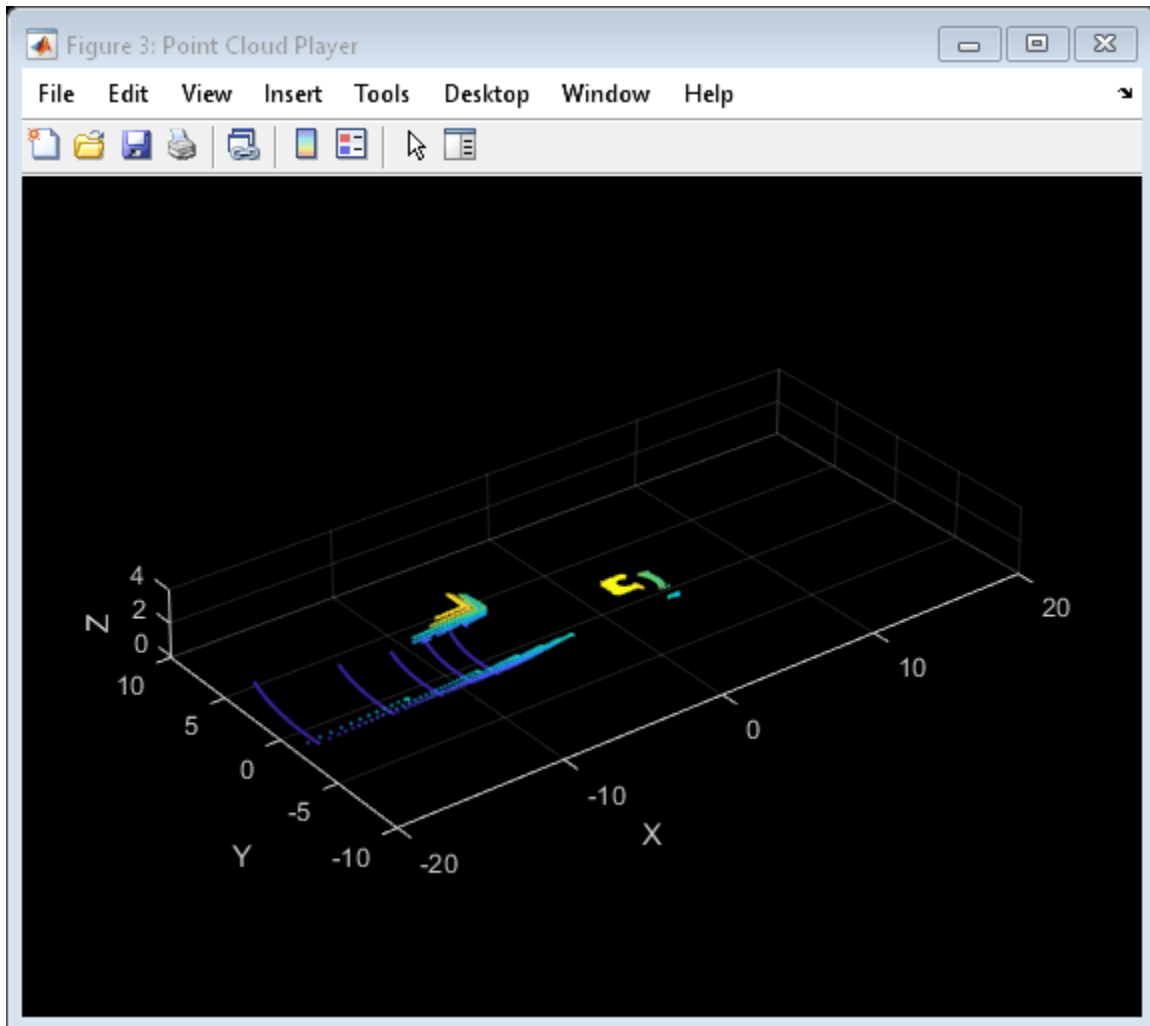 Figure 3: Point Cloud Player
File Edit View Insert Tools Desktop Window Help
4
2
0
Z
10
5
0
-5
-10
Y
-20
-10
0
10
20
X